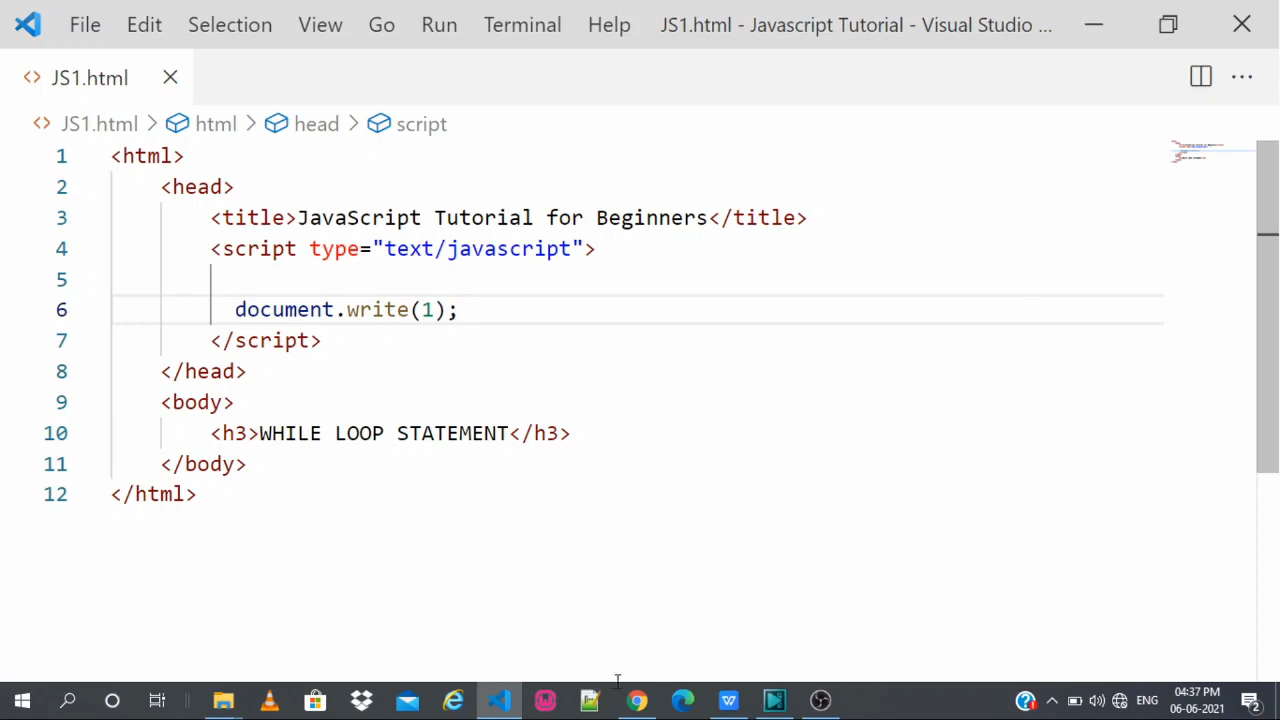 File Edit Selection View Go Run Terminal Help JS1.html - Javascript Tutorial - Visual Studio ...
JS1.html
JS1.html > html > head > script
1 <html>
2 <head>
3 <title>JavaScript Tutorial for Beginners</title>
4 <script type="text/javascript">
5
6 document.write(1);
7 </script>
8 </head>
9 <body>
10 <h3>WHILE LOOP STATEMENT</h3>
11 </body>
12 </html>
ENG
04:37 PM
06-06-2021
2